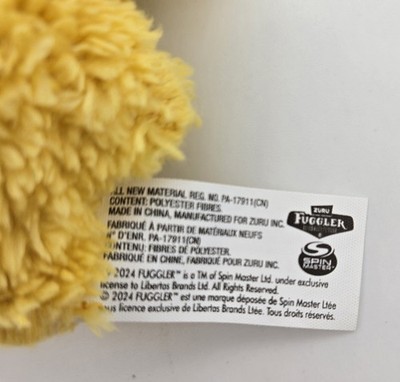 ALL NEW MATERIAL REG. NO. PA-17911(CN)
CONTENT: POLYESTER FIBRES.
MADE IN CHINA, MANUFACTURED FOR ZURU INC.
FABRIQUÉ À PARTIR DE MATÉRIAUX NEUFS
N° D'ENR. PA-17911(CN)
CONTENU: FIBRES DE POLYESTER.
FABRIQUÉ EN CHINE, FABRIQUÉ POUR ZURU INC.
ZURU
FUGGLER
SPIN
MASTER
2024 FUGGLER™ is a TM of Spin Master Ltd. under exclusive
license to Libertas Brands Ltd. All Rights Reserved.
© 2024 FUGGLER™ est une marque déposée de Spin Master Ltée
sous licence exclusive de Libertas Brands Ltée. Tous droits réservés.